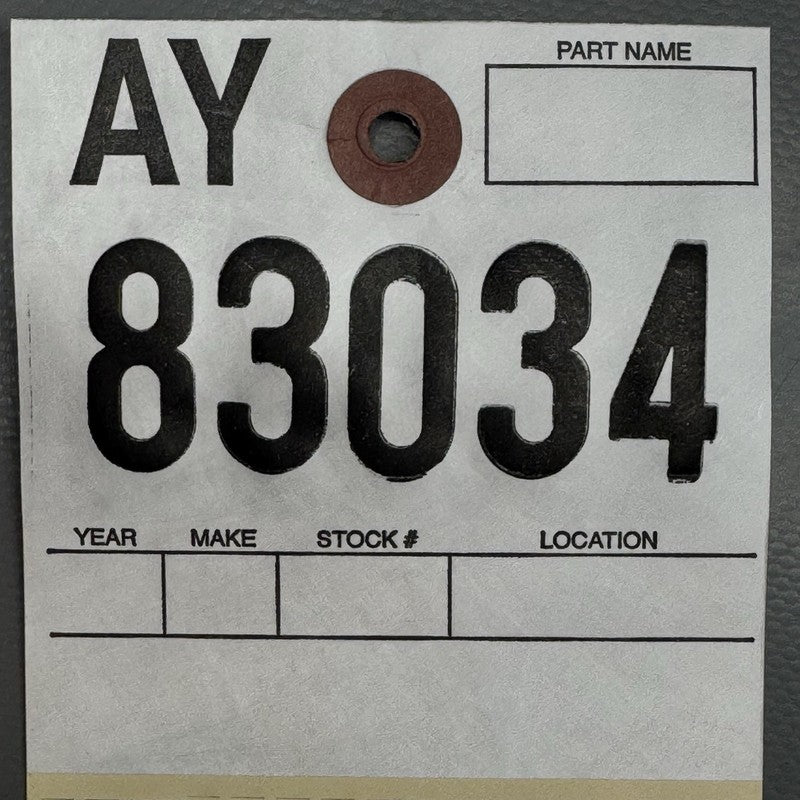 AY
PART NAME
83034
YEAR MAKE STOCK # LOCATION